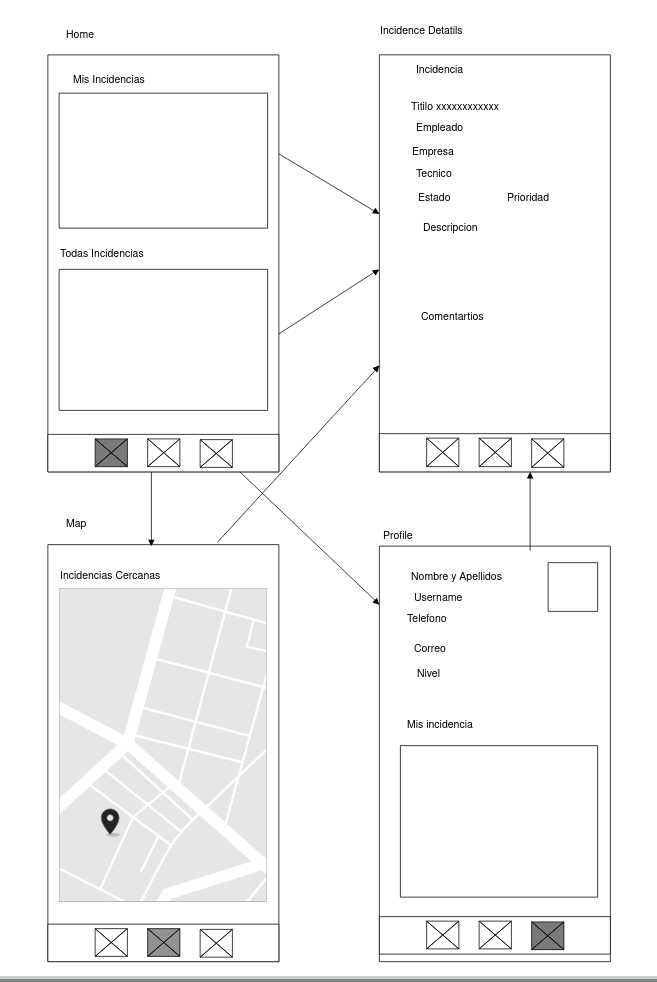 Home
Mis Incidencias
Todas Incidencias
Incidence Detatils
Incidencia
Titilo xxxxxxxxxxxx
Empleado
Empresa
Tecnico
Estado Prioridad
Descripcion
Comentartios
Map
Incidencias Cercanas
Profile
Nombre y Apellidos
Username
Telefono
Correo
Nivel
Mis incidencia